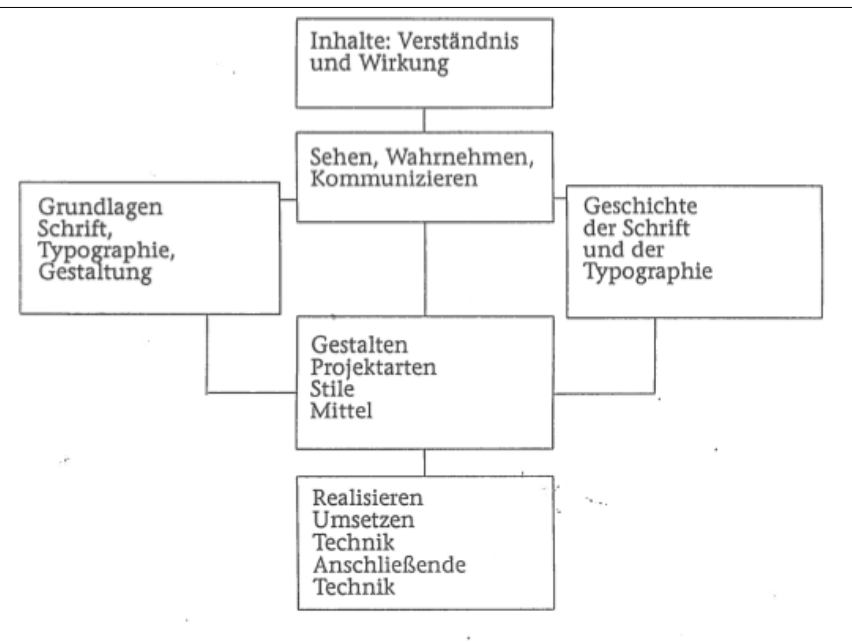 Inhalte: Verständnis
und Wirkung
Sehen, Wahrnehmen,
Kommunizieren
Grundlagen
Schrift,
Typographie,
Gestaltung
Geschichte
der Schrift
und der
Typographie
Gestalten
Projektarten
Stile
Mittel
Realisieren
Umsetzen
Technik
Anschließende
Technik